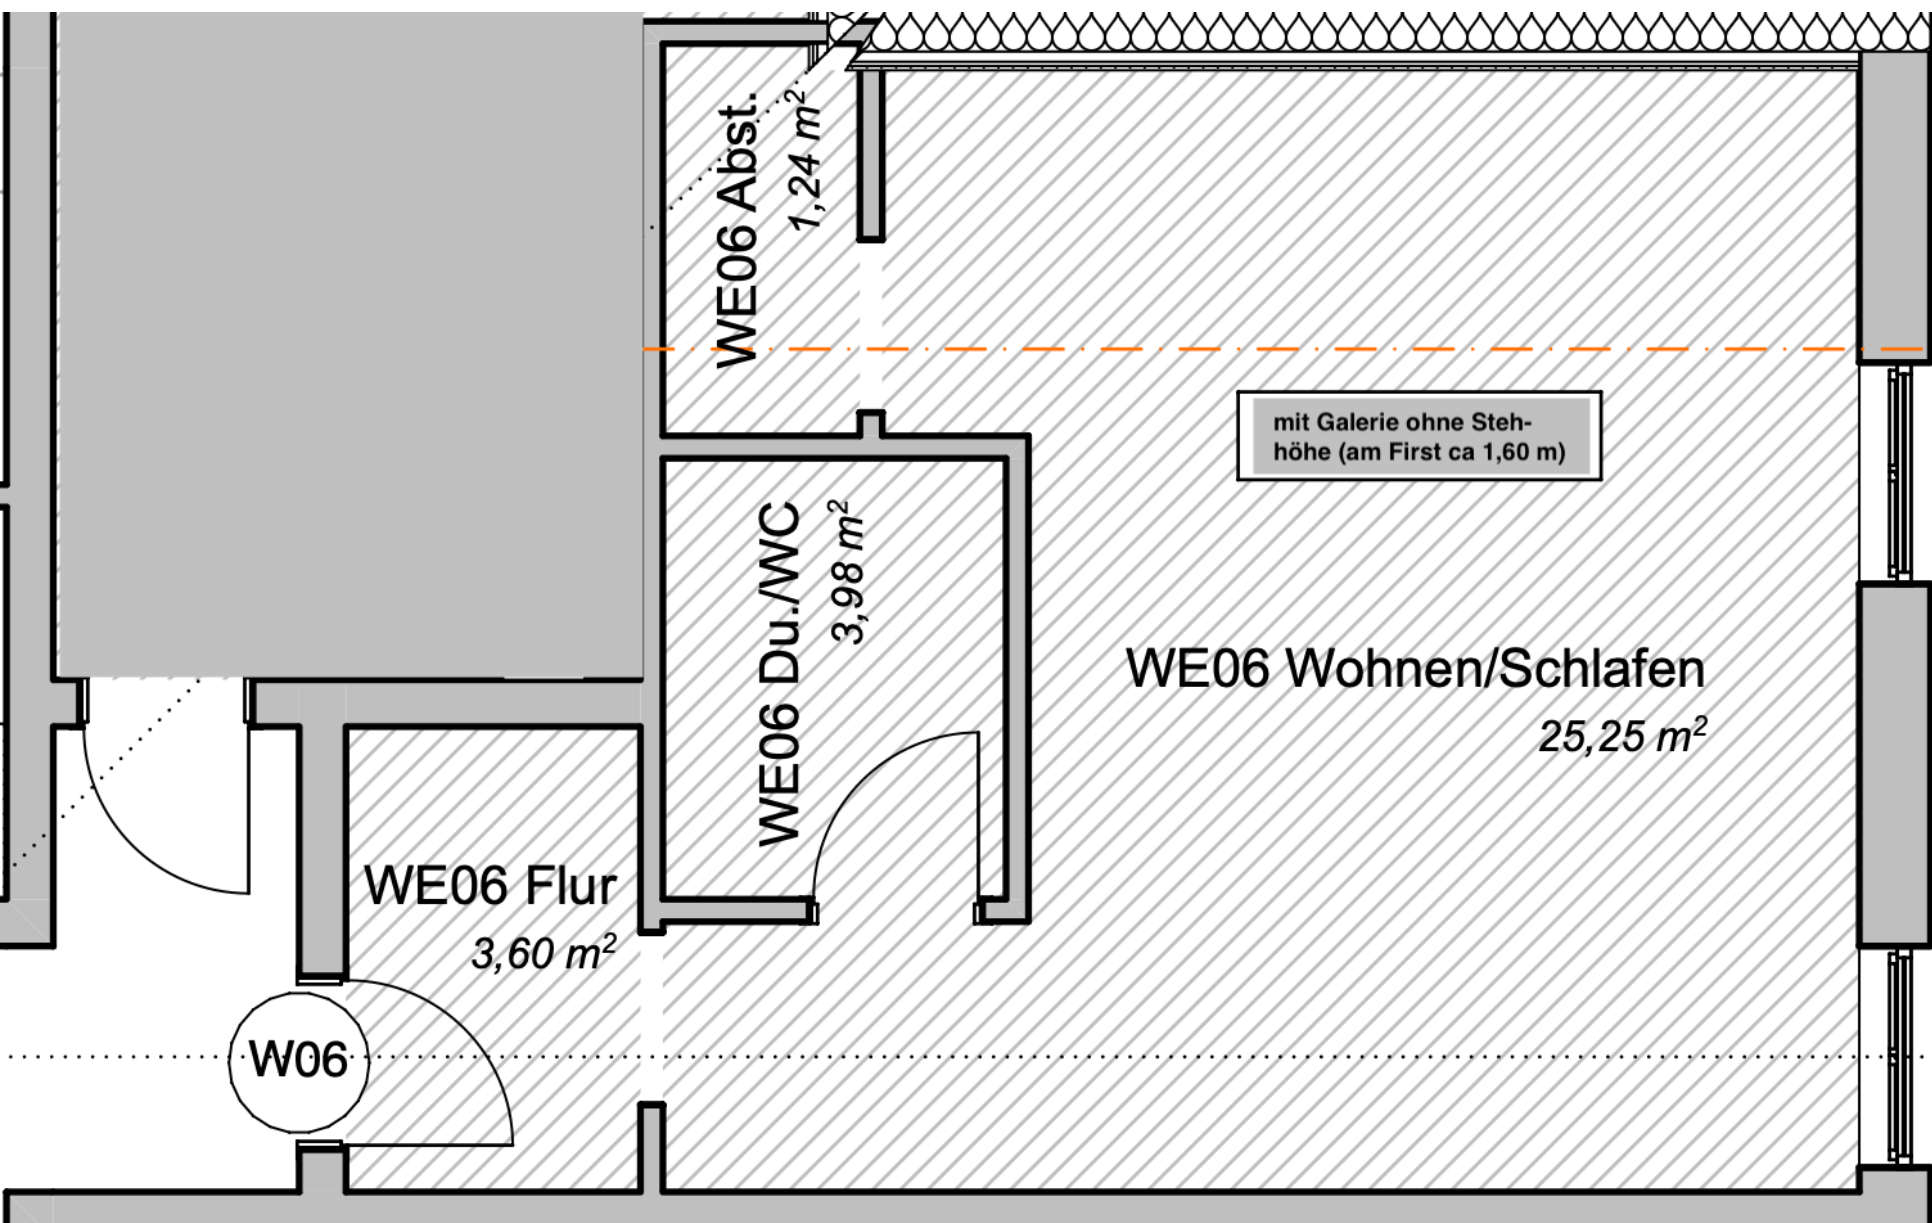 WE06 Abst.
1,24 m²
mit Galerie ohne Steh-
höhe (am First ca 1,60 m)
WE06 Du./WC
3,98 m²
WE06 Wohnen/Schlafen
25,25 m²
WE06 Flur
3,60 m²
W06